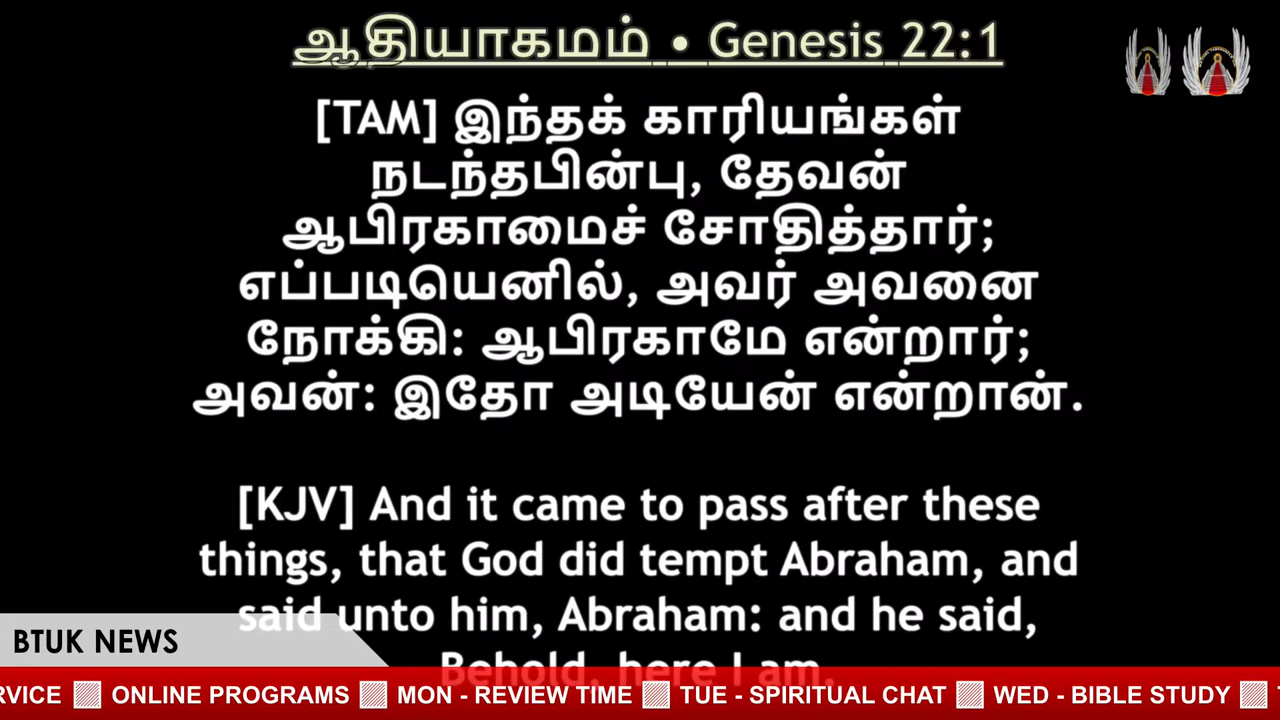 ஆதியாகமம் • Genesis 22:1
[TAM] இந்தக் காரியங்கள்
நடந்தபின்பு, தேவன்
ஆபிரகாமைச் சோதித்தார்;
எப்படியெனில், அவர் அவனை
நோக்கி: ஆபிரகாமே என்றார்;
அவன்: இதோ அடியேன் என்றான்.
[KJV] And it came to pass after these
things, that God did tempt Abraham, and
said unto him, Abraham: and he said,
Behold, here I am.
BTUK NEWS
RVICE ONLINE PROGRAMS MON - REVIEW TIME TUE - SPIRITUAL CHAT WED - BIBLE STUDY